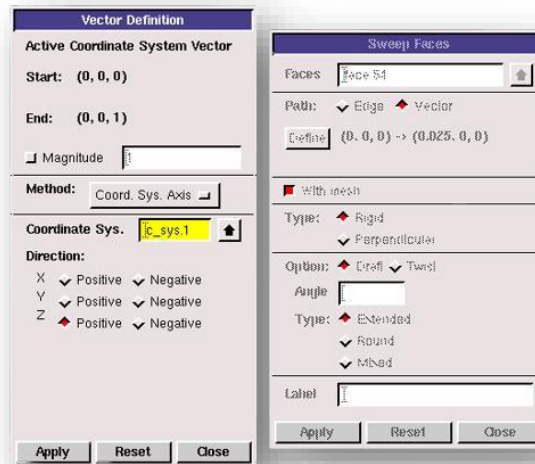 Vector Definition
Active Coordinate System Vector
Start: (0, 0, 0)
End: (0, 0, 1)
Magnitude 1
Method: Coord. Sys. Axis
Coordinate Sys. c_sys.1
Direction:
X Positive Negative
Y Positive Negative
Z Positive Negative
Apply Reset Close
Sweep Faces
Faces face 54
Path: Edge Vector
Define (0, 0, 0) -> (0.025, 0, 0)
With mesh
Type: Rigid
Perpendicular
Option: Draft Twist
Angle
Type: Extended
Round
Mixed
Label
Apply Reset Close